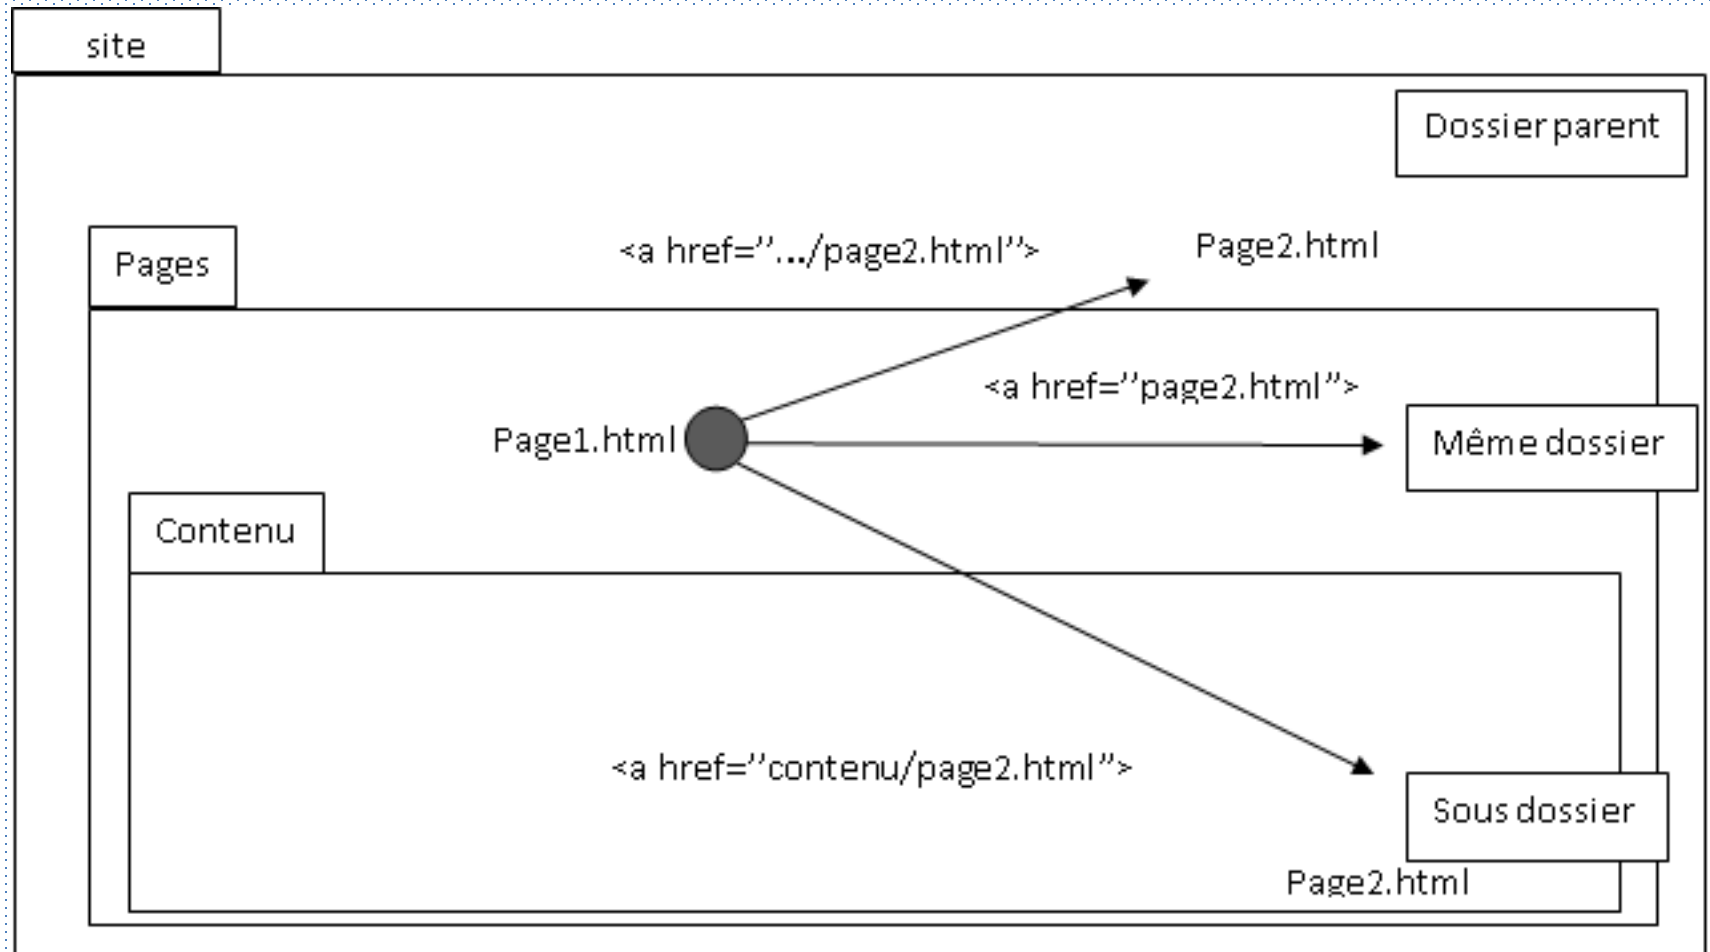 site
Dossier parent
<a href=”.../page2.html”>
Page2.html
Pages
<a href=”page2.html”>
Page1.html
Même dossier
Contenu
<a href=”contenu/page2.html”>
Sous dossier
Page2.html